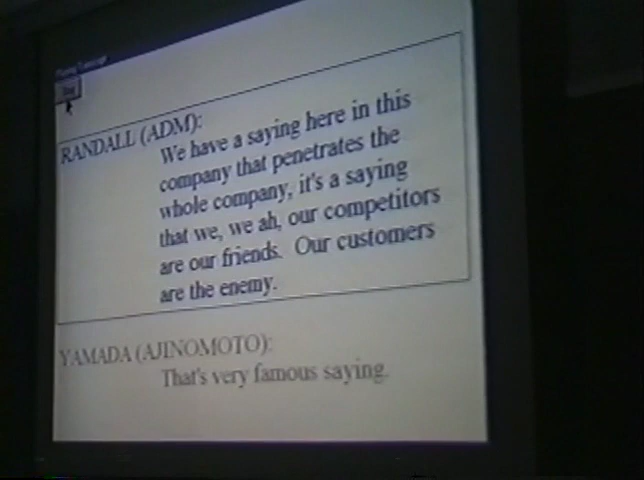 RANDALL (ADM):
We have a saying here in this
company that penetrates the
whole company, it's a saying
that we, we ah, our competitors
are our friends. Our customers
are the enemy.
YAMADA (AJINOMOTO):
That's very famous saying.